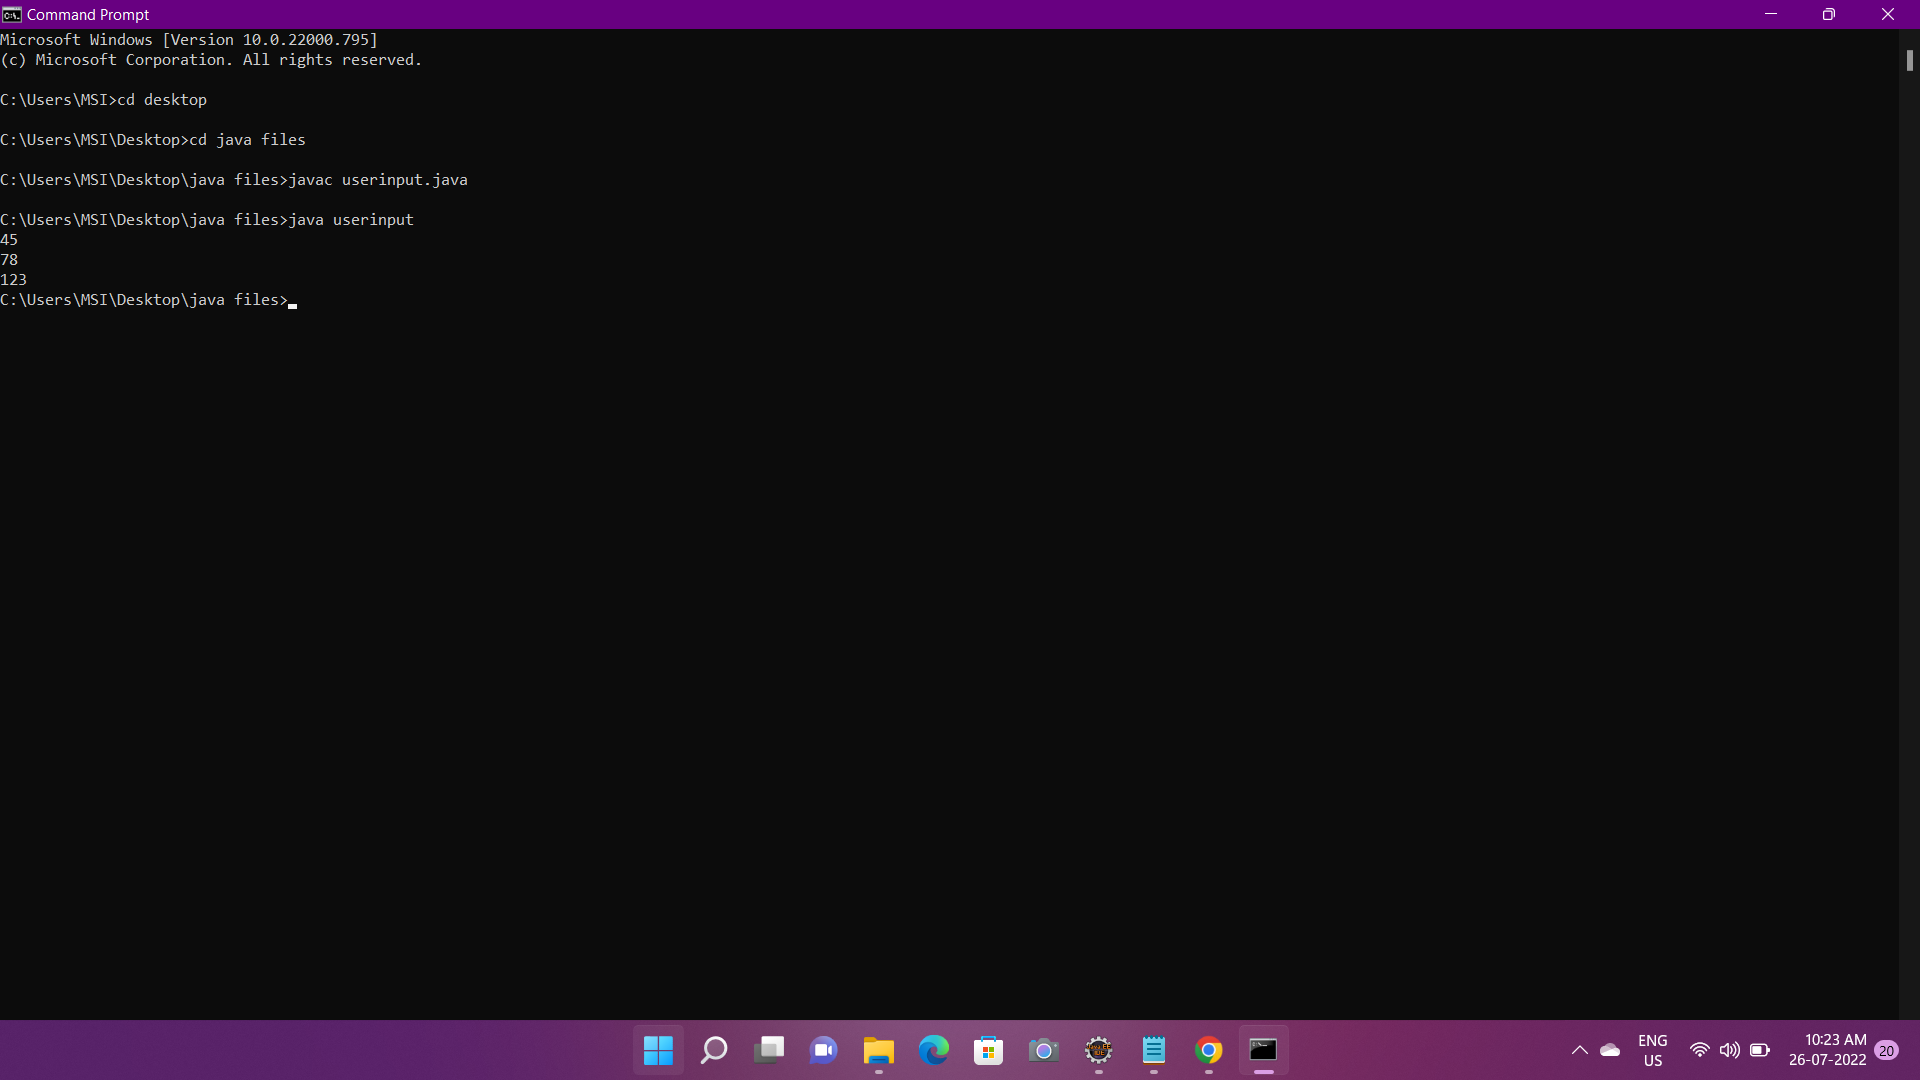 Command Prompt
Microsoft Windows [Version 10.0.22000.795]
(c) Microsoft Corporation. All rights reserved.
C:\Users\MSI>cd desktop
C:\Users\MSI\Desktop>cd java files
C:\Users\MSI\Desktop\java files>javac userinput.java
C:\Users\MSI\Desktop\java files>java userinput
45
78
123
C:\Users\MSI\Desktop\java files>
ENG
US
10:23 AM
26-07-2022
20